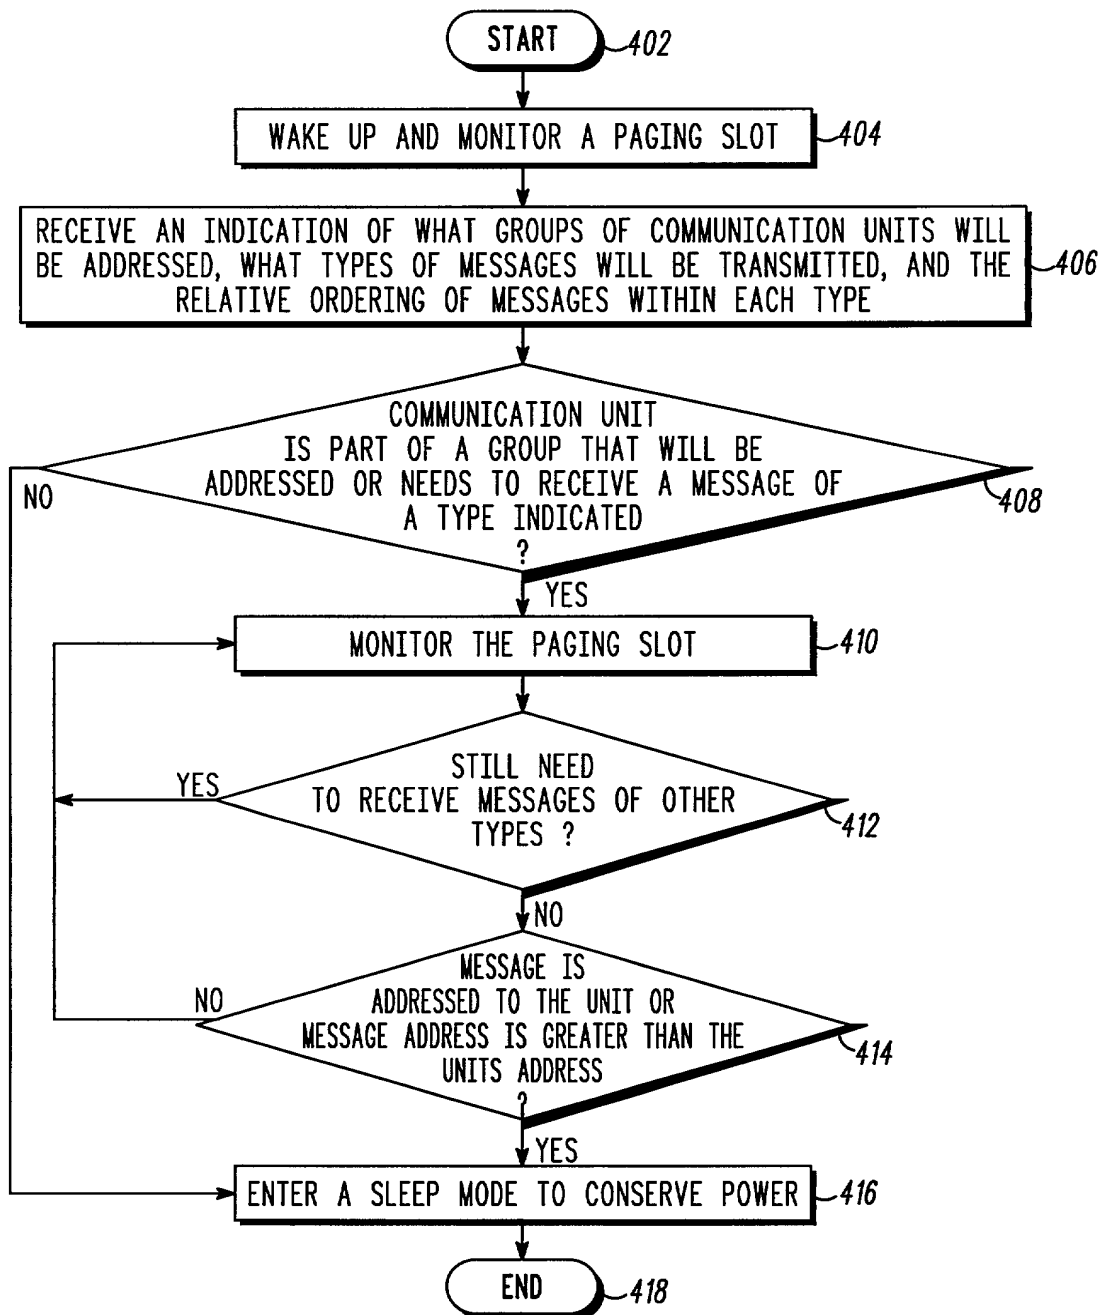 START
402
WAKE UP AND MONITOR A PAGING SLOT
404
RECEIVE AN INDICATION OF WHAT GROUPS OF COMMUNICATION UNITS WILL
BE ADDRESSED, WHAT TYPES OF MESSAGES WILL BE TRANSMITTED, AND THE
RELATIVE ORDERING OF MESSAGES WITHIN EACH TYPE
406
COMMUNICATION UNIT
IS PART OF A GROUP THAT WILL BE
ADDRESSED OR NEEDS TO RECEIVE A MESSAGE OF
A TYPE INDICATED
?
408
NO
YES
MONITOR THE PAGING SLOT
410
STILL NEED
TO RECEIVE MESSAGES OF OTHER
TYPES ?
412
YES
NO
MESSAGE IS
ADDRESSED TO THE UNIT OR
MESSAGE ADDRESS IS GREATER THAN THE
UNITS ADDRESS
?
414
NO
YES
ENTER A SLEEP MODE TO CONSERVE POWER
416
END
418